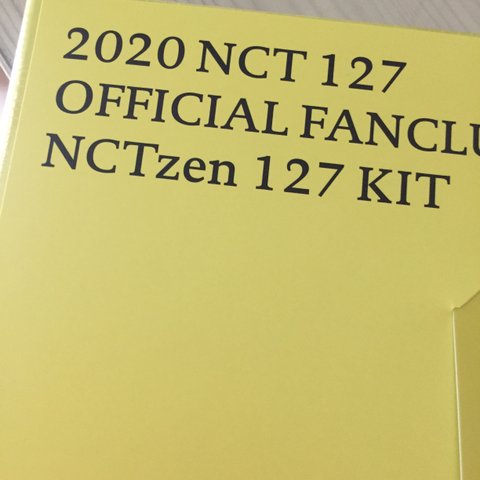 2020 NCT 127
OFFICIAL FANCLU
NCTzen 127 KIT